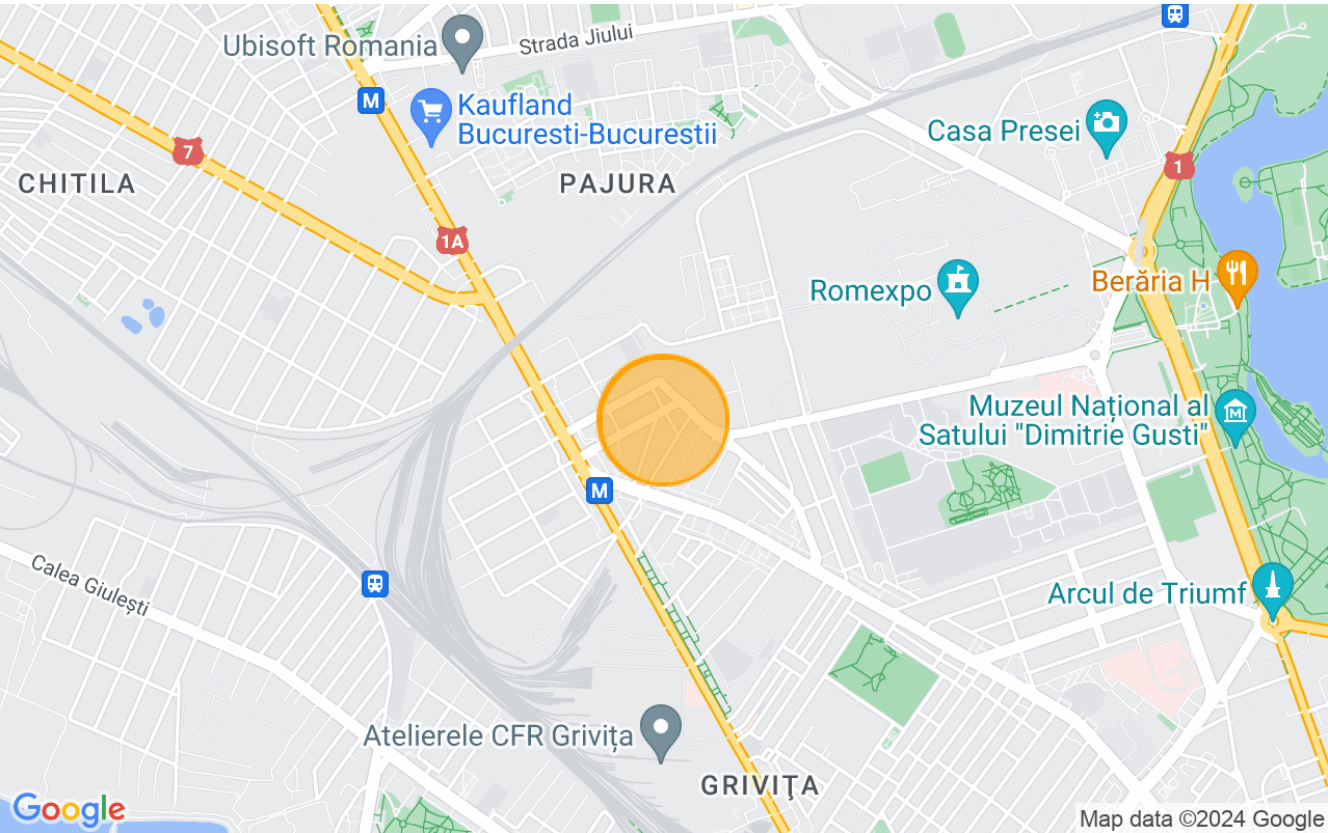 Ubisoft Romania
Strada Jiului
M
Kaufland
Bucuresti-Bucurestii
Casa Presei
7
1
CHITILA
PAJURA
1A
Romexpo
Berăria H
Muzeul Național al
Satului "Dimitrie Gusti"
M
M
Calea Giulești
Arcul de Triumf
Atelierele CFR Grivița
GRIVIŢA
Google
Map data ©2024 Google